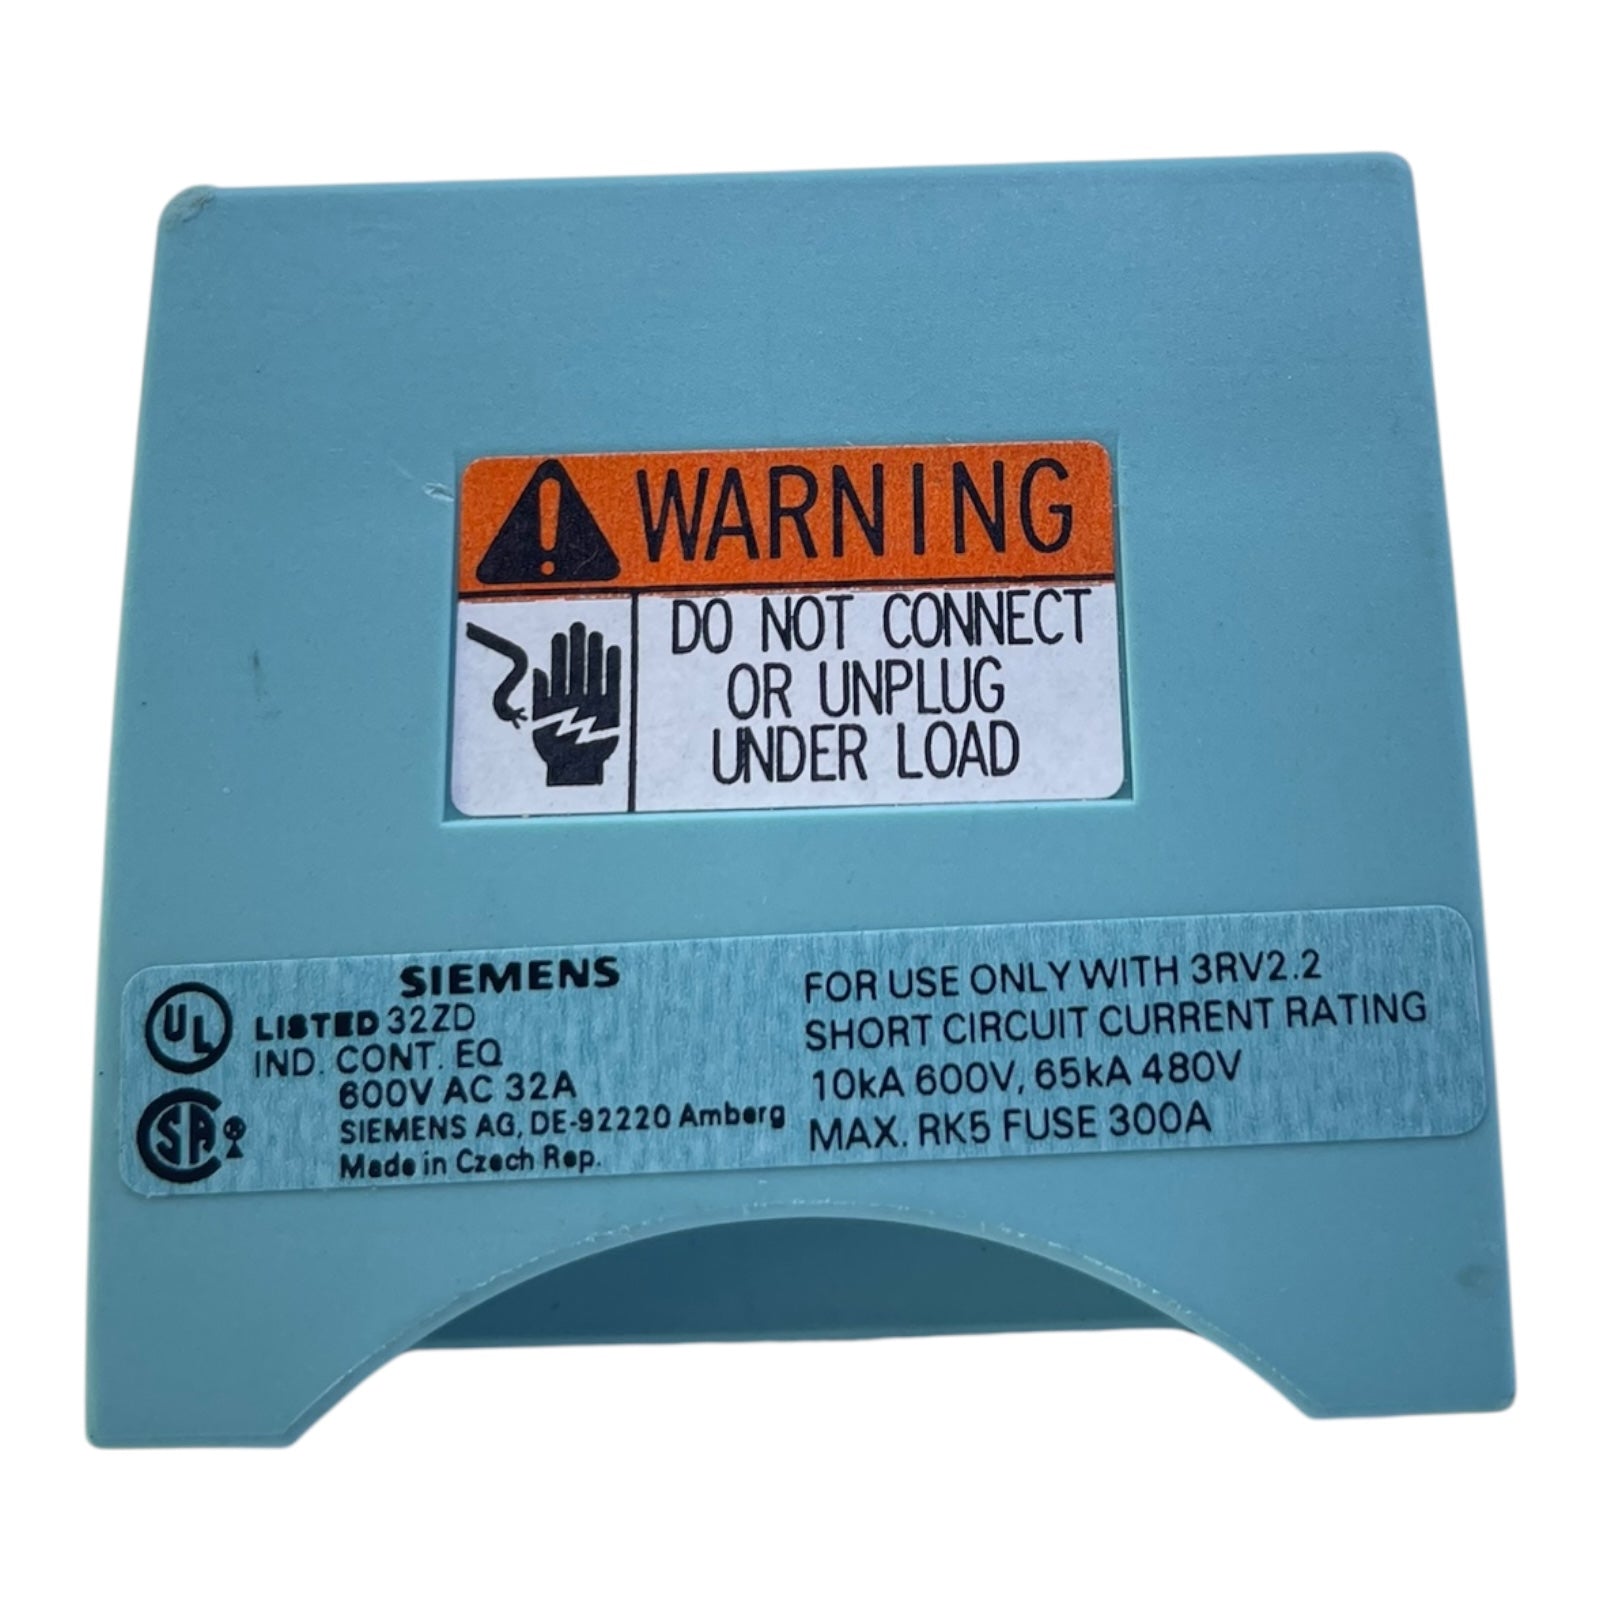 WARNING
DO NOT CONNECT
OR UNPLUG
UNDER LOAD
SIEMENS
UL LISTED 32ZD
IND. CONT. EQ
600V AC 32A
SA SIEMENS AG, DE-92220 Amberg
Made in Czech Rep.
FOR USE ONLY WITH 3RV2.2
SHORT CIRCUIT CURRENT RATING
10kA 600V, 65kA 480V
MAX. RK5 FUSE 300A